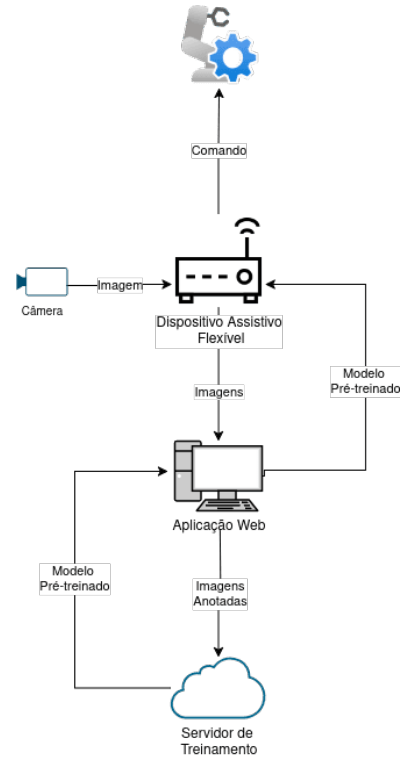 Comando
Imagem
Câmera
Dispositivo Assistivo
Flexível
Modelo
Pré-treinado
Imagens
Aplicação Web
Modelo
Pré-treinado
Imagens
Anotadas
Servidor de
Treinamento